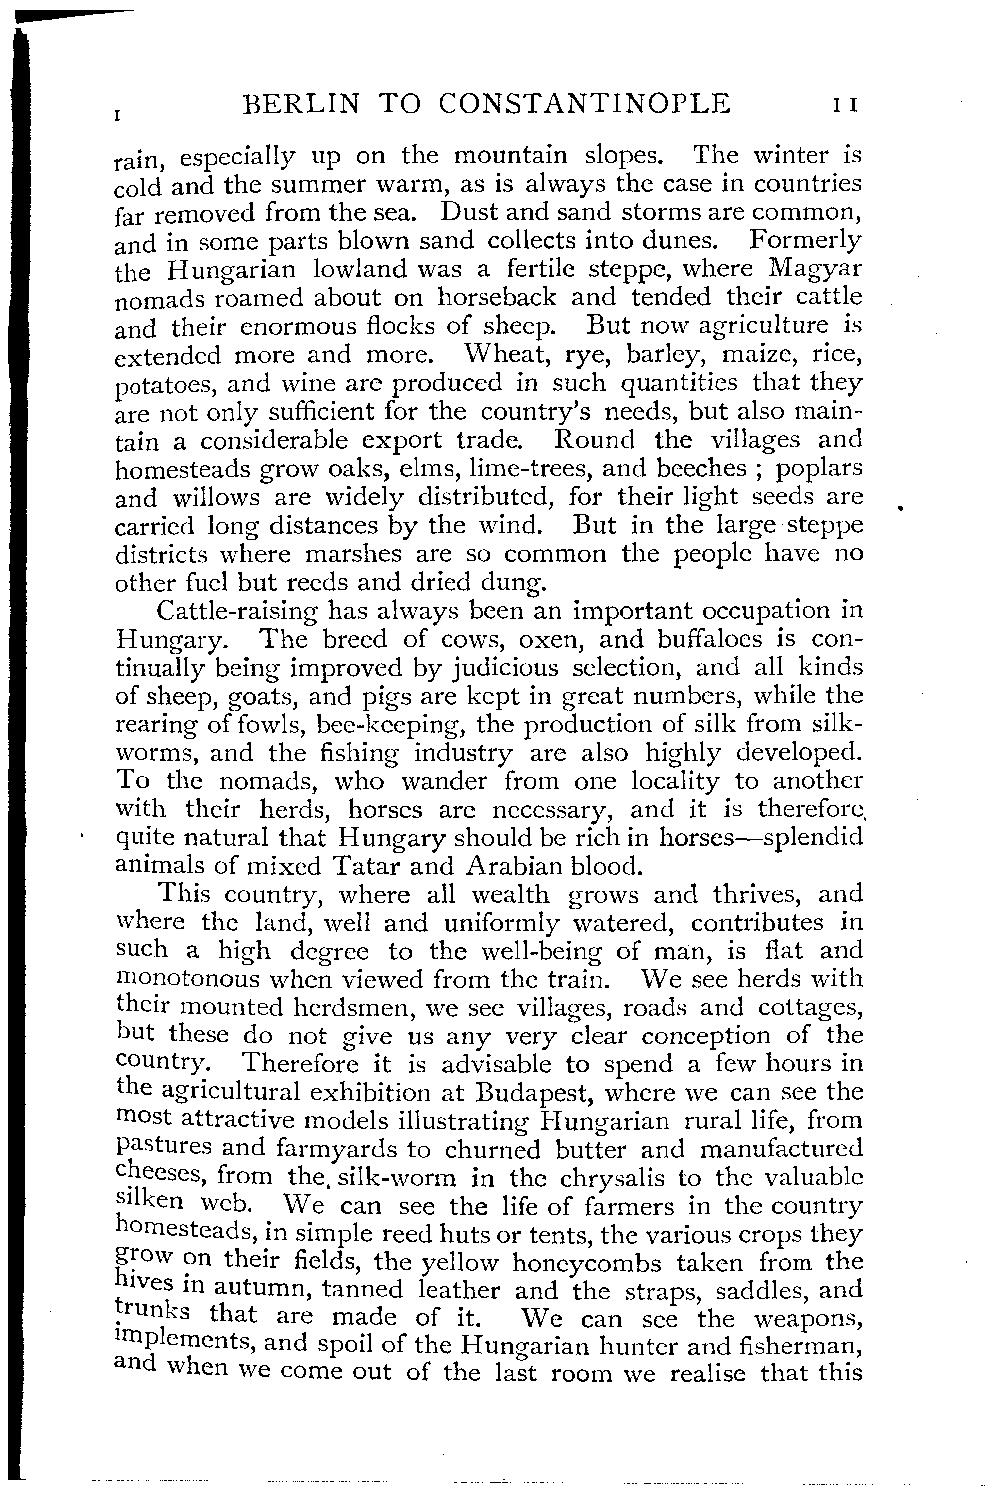 I BERLIN TO CONSTANTINOPLE 11
rain, especially up on the mountain slopes. The winter is
cold and the summer warm, as is always the case in countries
far removed from the sea. Dust and sand storms are common,
and in some parts blown sand collects into dunes. Formerly
the Hungarian lowland was a fertile steppe, where Magyar
nomads roamed about on horseback and tended their cattle
and their enormous flocks of sheep. But now agriculture is
extended more and more. Wheat, rye, barley, maize, rice,
potatoes, and wine are produced in such quantities that they
are not only sufficient for the country's needs, but also main-
tain a considerable export trade. Round the villages and
homesteads grow oaks, elms, lime-trees, and beeches ; poplars
and willows are widely distributed, for their light seeds are
carried long distances by the wind. But in the large steppe
districts where marshes are so common the people have no
other fuel but reeds and dried dung.
Cattle-raising has always been an important occupation in
Hungary. The breed of cows, oxen, and buffaloes is con-
tinually being improved by judicious selection, and all kinds
of sheep, goats, and pigs are kept in great numbers, while the
rearing of fowls, bee-keeping, the production of silk from silk-
worms, and the fishing industry are also highly developed.
To the nomads, who wander from one locality to another
with their herds, horses are necessary, and it is therefore
quite natural that Hungary should be rich in horses—splendid
animals of mixed Tatar and Arabian blood.
This country, where all wealth grows and thrives, and
where the land, well and uniformly watered, contributes in
such a high degree to the well-being of man, is flat and
monotonous when viewed from the train. We see herds with
their mounted herdsmen, we see villages, roads and cottages,
but these do not give us any very clear conception of the
country. Therefore it is advisable to spend a few hours in
the agricultural exhibition at Budapest, where we can see the
most attractive models illustrating Hungarian rural life, from
pastures and farmyards to churned butter and manufactured
cheeses, from the silk-worm in the chrysalis to the valuable
silken web. We can see the life of farmers in the country
homesteads, in simple reed huts or tents, the various crops they
grow on their fields, the yellow honeycombs taken from the
hives in autumn, tanned leather and the straps, saddles, and
trunks that are made of it. We can see the weapons,
implements, and spoil of the Hungarian hunter and fisherman,
and when we come out of the last room we realise that this